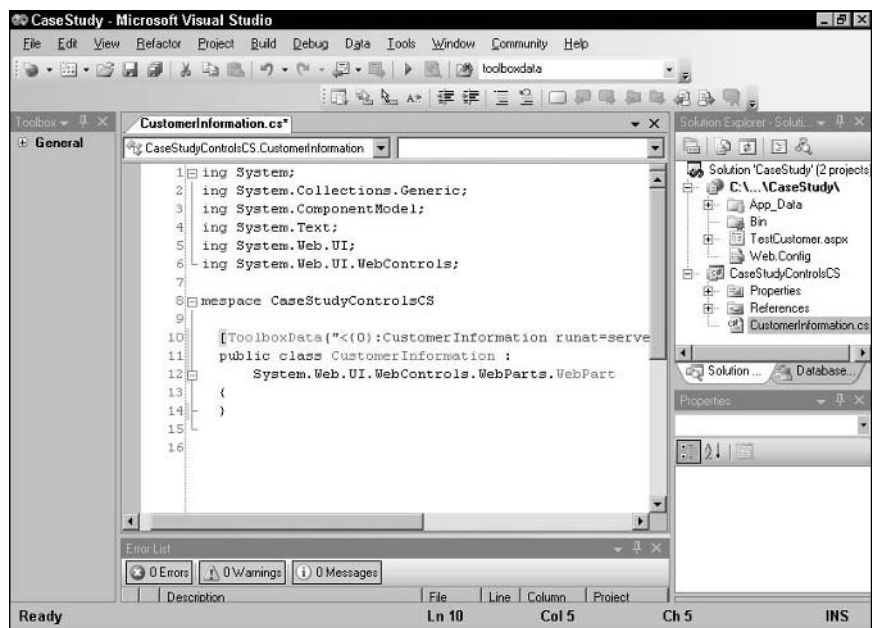 CaseStudy - Microsoft Visual Studio
File Edit View Refactor Project Build Debug Data Tools Window Community Help
toolboxdata
Toolbox
General
CustomerInformation.cs*
CaseStudyControlsCS.CustomerInformation
1 ing System;
2 ing System.Collections.Generic;
3 ing System.ComponentModel;
4 ing System.Text;
5 ing System.Web.UI;
6 ing System.Web.UI.WebControls;
7
8 mespace CaseStudyControlsCS
9
10 [ToolboxData("<{0}:CustomerInformation runat=serve
11 public class CustomerInformation :
12 System.Web.UI.WebControls.WebParts.WebPart
13 {
14 }
15
16
Solution Explorer - Soluti...
Solution 'CaseStudy' (2 projects)
C:\...\CaseStudy\
App_Data
Bin
TestCustomer.aspx
Web.Config
CaseStudyControlsCS
Properties
References
CustomerInformation.cs
Solution ... Database...
Properties
Error List
0 Errors 0 Warnings 0 Messages
Description File Line Column Project
Ready Ln 10 Col 5 Ch 5 INS